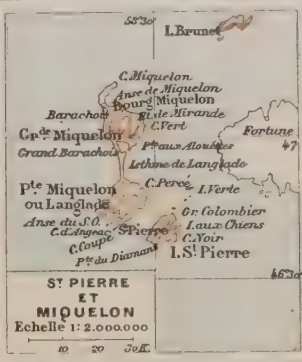 53°30'
I. Brunet
C. Miquelon
Anse de Miquelon
Bourg Miquelon
Barachois
Et. de Mirande
C. Vert
Gr.de Miquelon
Fortune
47
Pte aux Alouettes
Grand Barachois
Isthme de Langlade
C. Percé
I. Verte
Pte Miquelon
ou Langlade
Gr. Colombier
Anse du S.O.
I. aux Chiens
C. d'Angeac
St Pierre
C. Noir
C. Coupé
I. St Pierre
Pte du Diamant
46°30'
ST PIERRE
ET
MIQUELON
Echelle 1: 2.000.000
10 20 30 K.